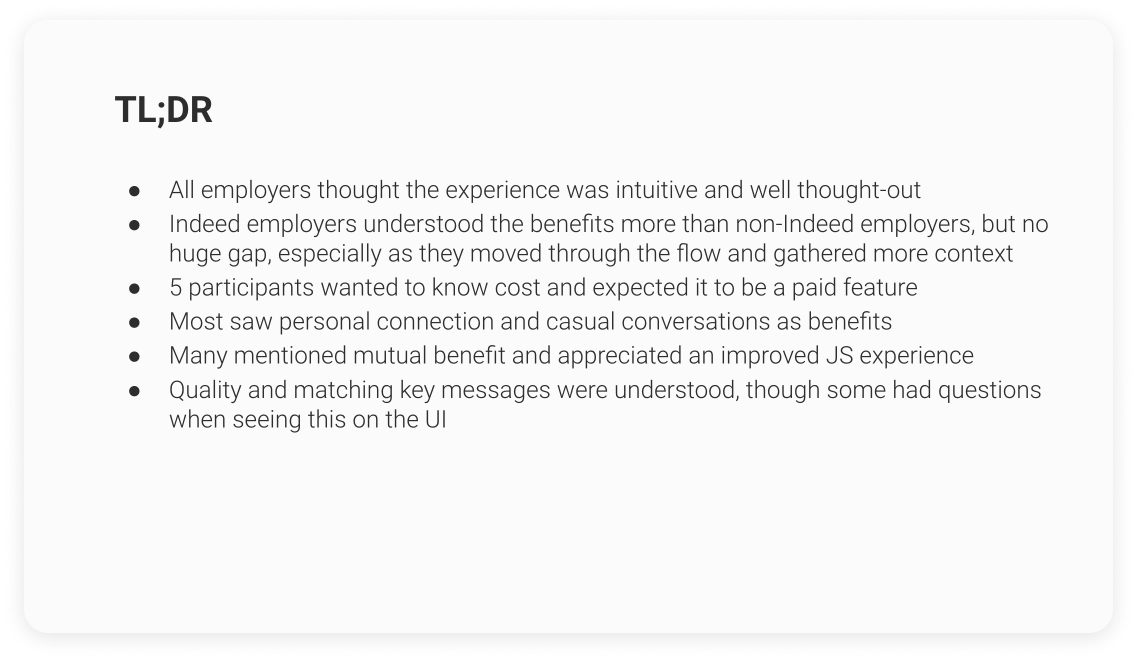 TL;DR
● All employers thought the experience was intuitive and well thought-out
● Indeed employers understood the benefits more than non-Indeed employers, but no
huge gap, especially as they moved through the flow and gathered more context
● 5 participants wanted to know cost and expected it to be a paid feature
● Most saw personal connection and casual conversations as benefits
● Many mentioned mutual benefit and appreciated an improved JS experience
● Quality and matching key messages were understood, though some had questions
when seeing this on the UI